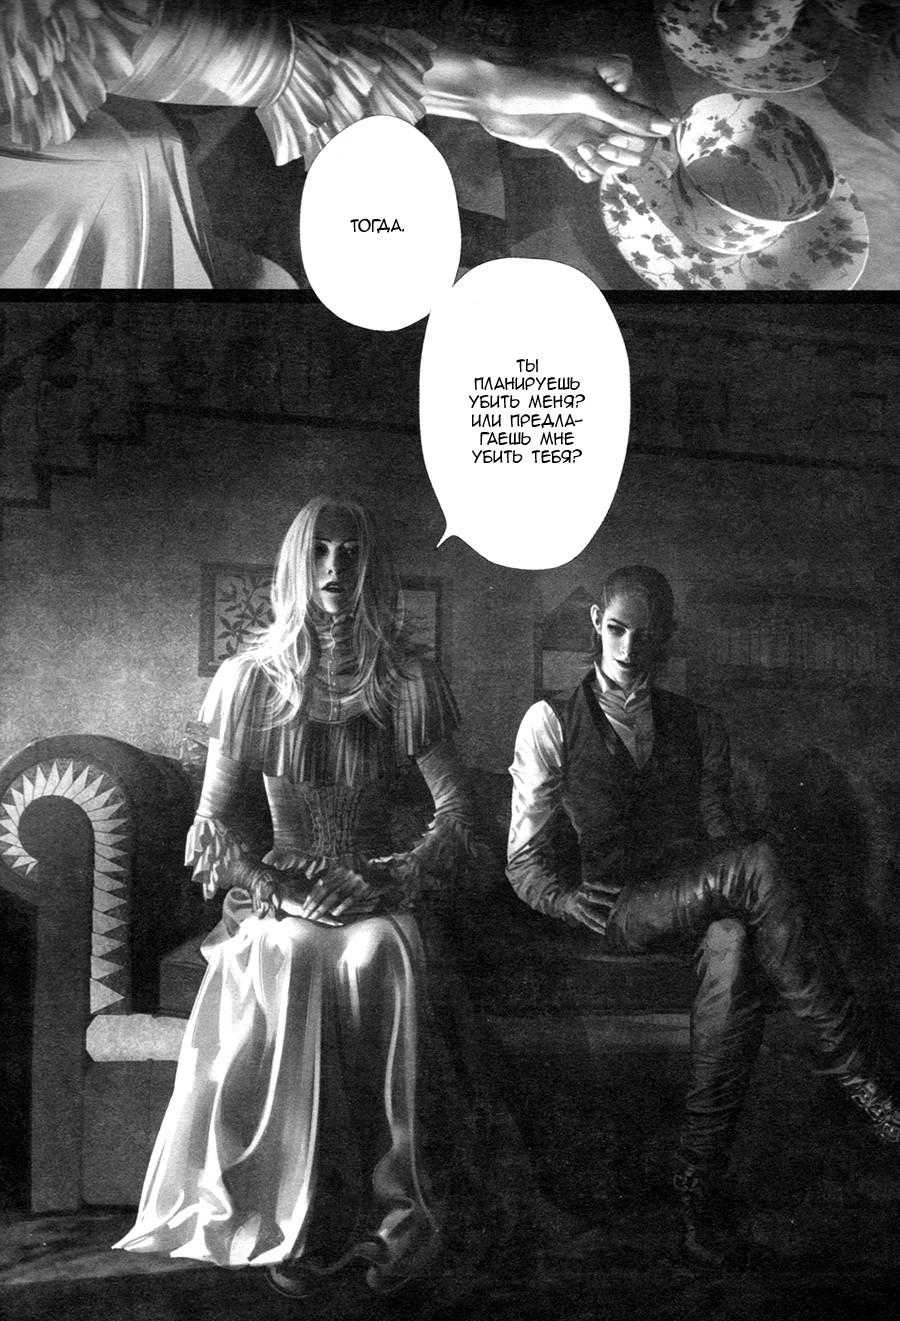 ТОГДА.
ТЫ
ПЛАНИРУЕШЬ
УБИТЬ МЕНЯ?
ИЛИ ПРЕДЛА-
ГАЕШЬ МНЕ
УБИТЬ ТЕБЯ?